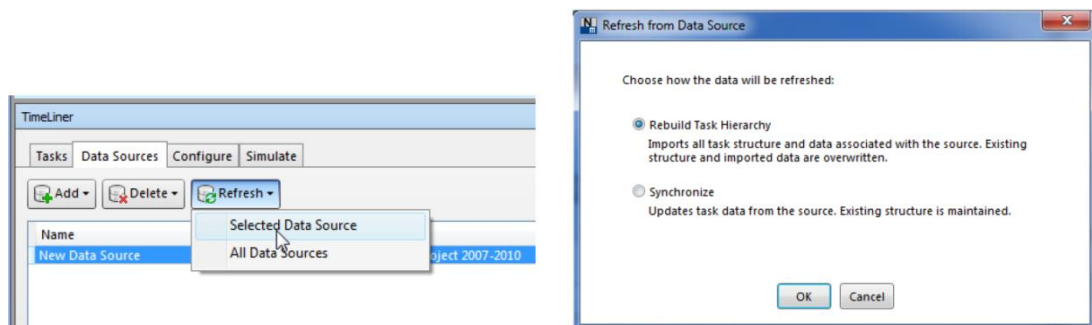 TimeLiner
Tasks Data Sources Configure Simulate
Add Delete Refresh
Selected Data Source
All Data Sources
Name
New Data Source oject 2007-2010
Refresh from Data Source
Choose how the data will be refreshed:
Rebuild Task Hierarchy
Imports all task structure and data associated with the source. Existing
structure and imported data are overwritten.
Synchronize
Updates task data from the source. Existing structure is maintained.
OK Cancel